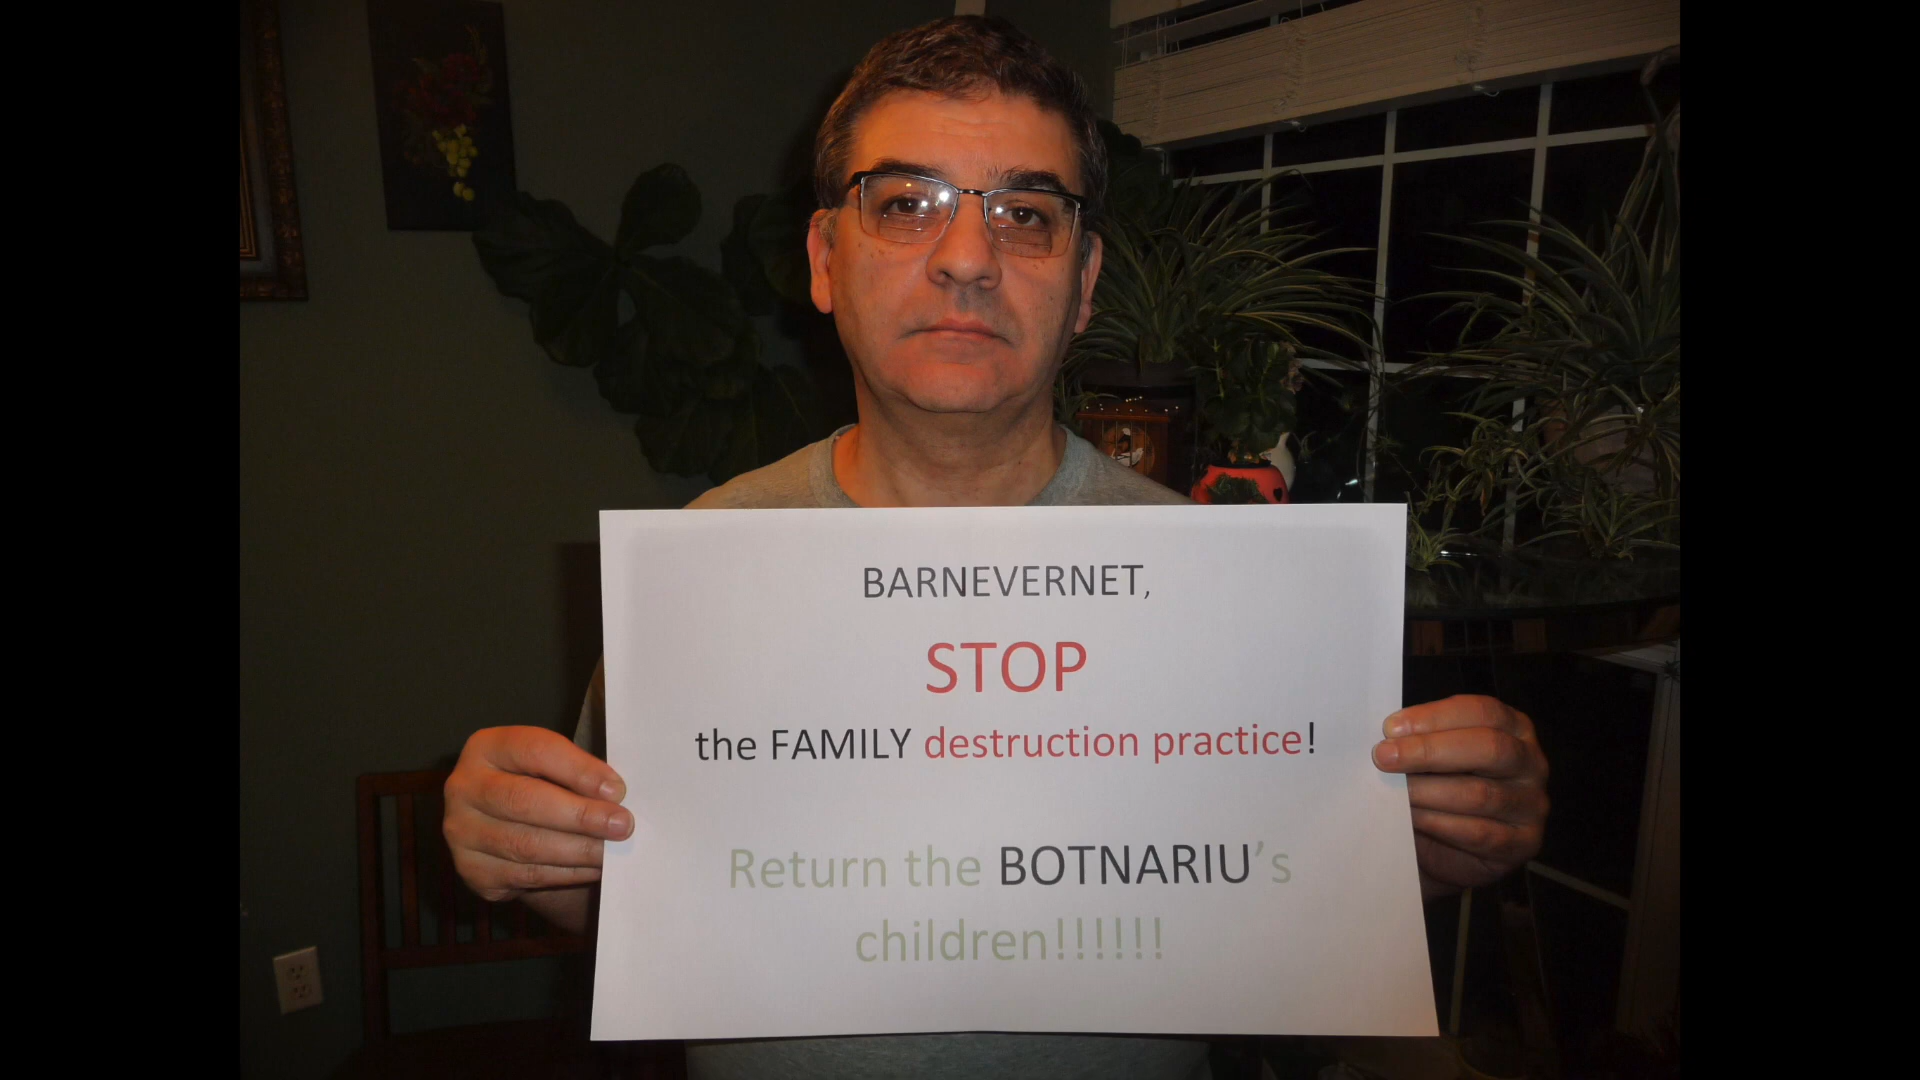 BARNEVERNET,
STOP
the FAMILY destruction practice!
Return the BOTNARIU's
children!!!!!!